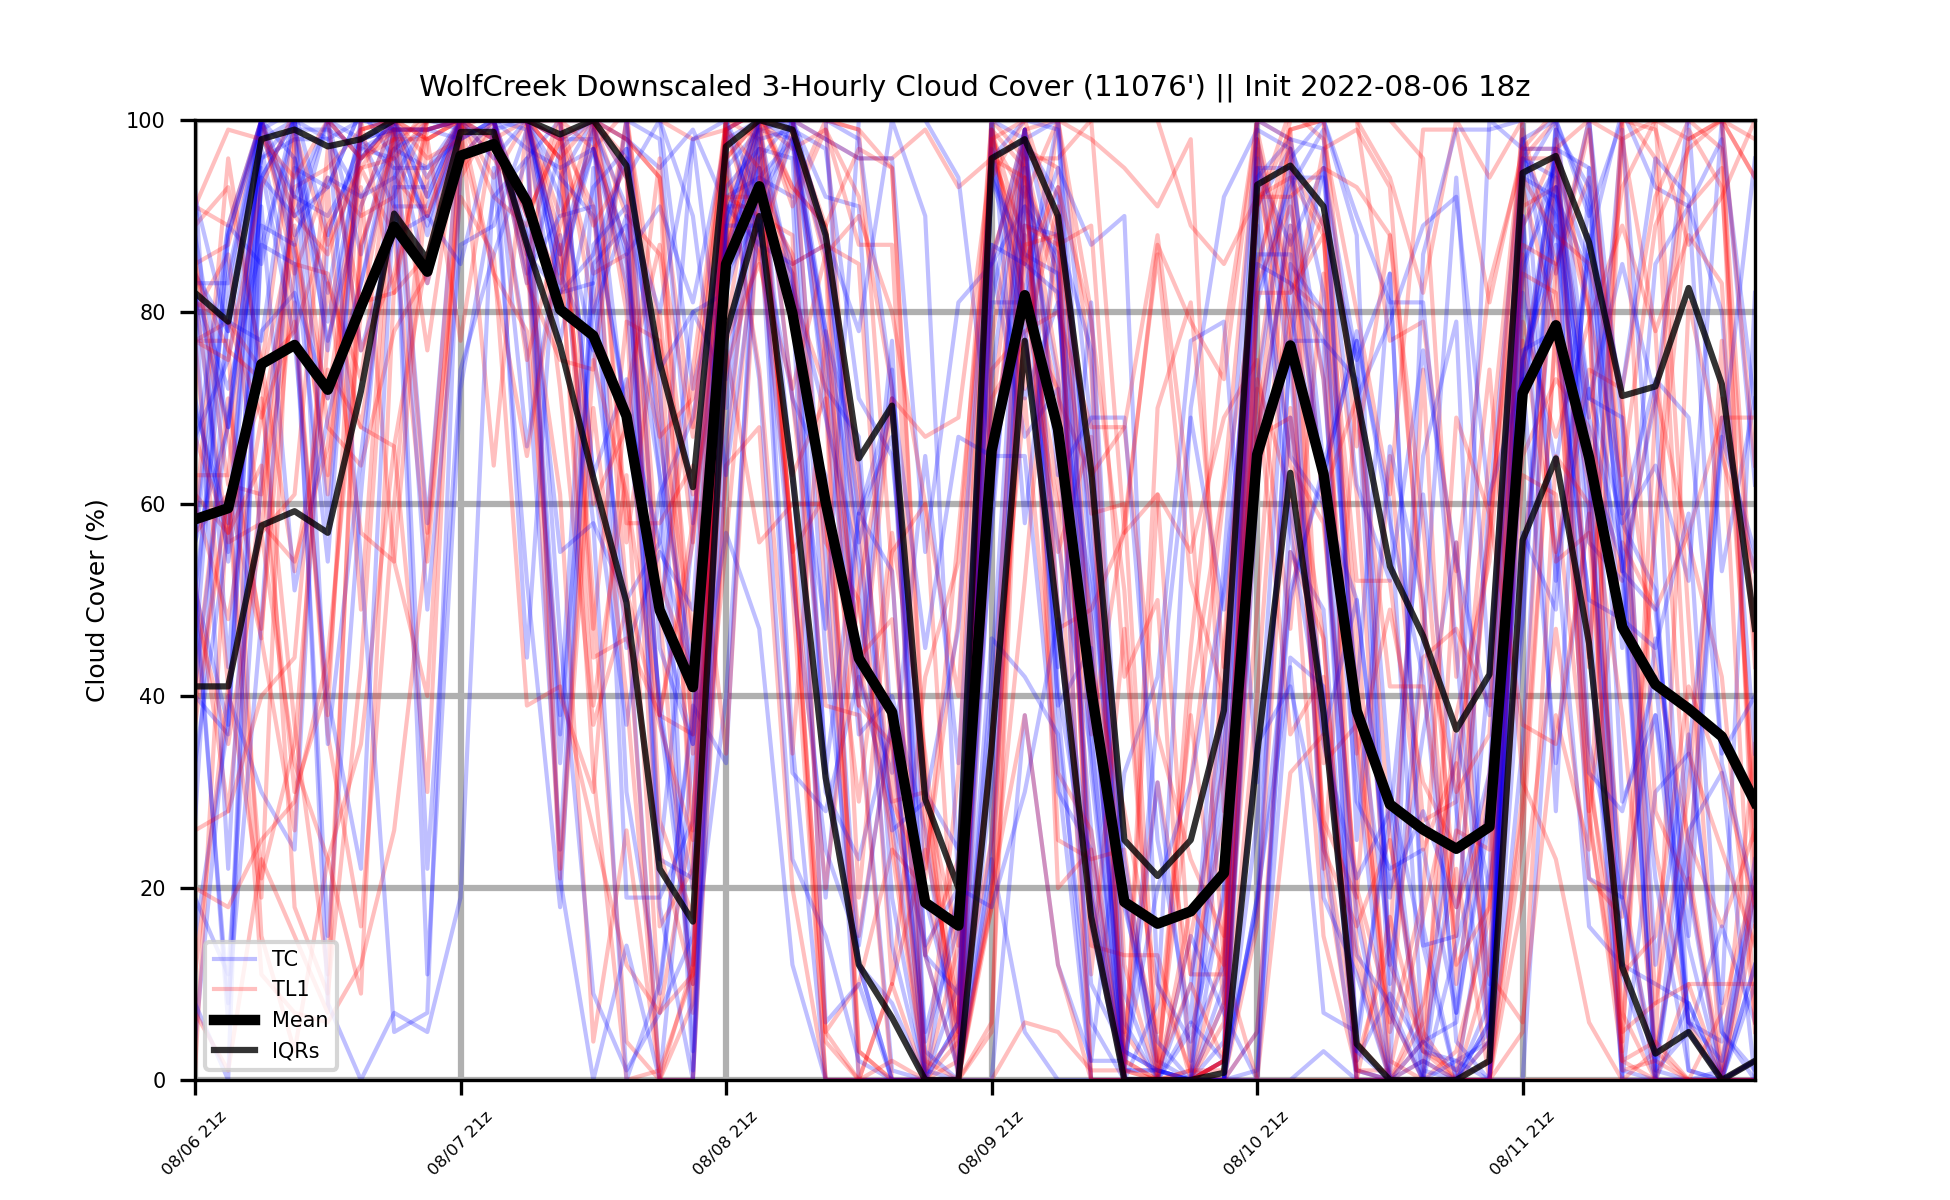 WolfCreek Downscaled 3-Hourly Cloud Cover (11076') || Init 2022-08-06 18z
Cloud Cover (%)
100
80
60
40
20
0
TC
TL1
Mean
IQRs
08/06 21z
08/07 21z
08/08 21z
08/09 21z
08/10 21z
08/11 21z